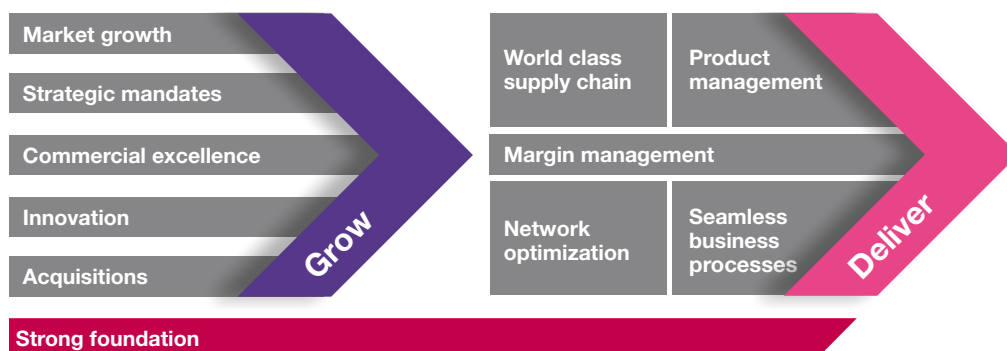 Market growth
Strategic mandates
Commercial excellence
Innovation
Acquisitions
Grow
World class
supply chain
Product
management
Margin management
Network
optimization
Seamless
business
processes
Deliver
Strong foundation